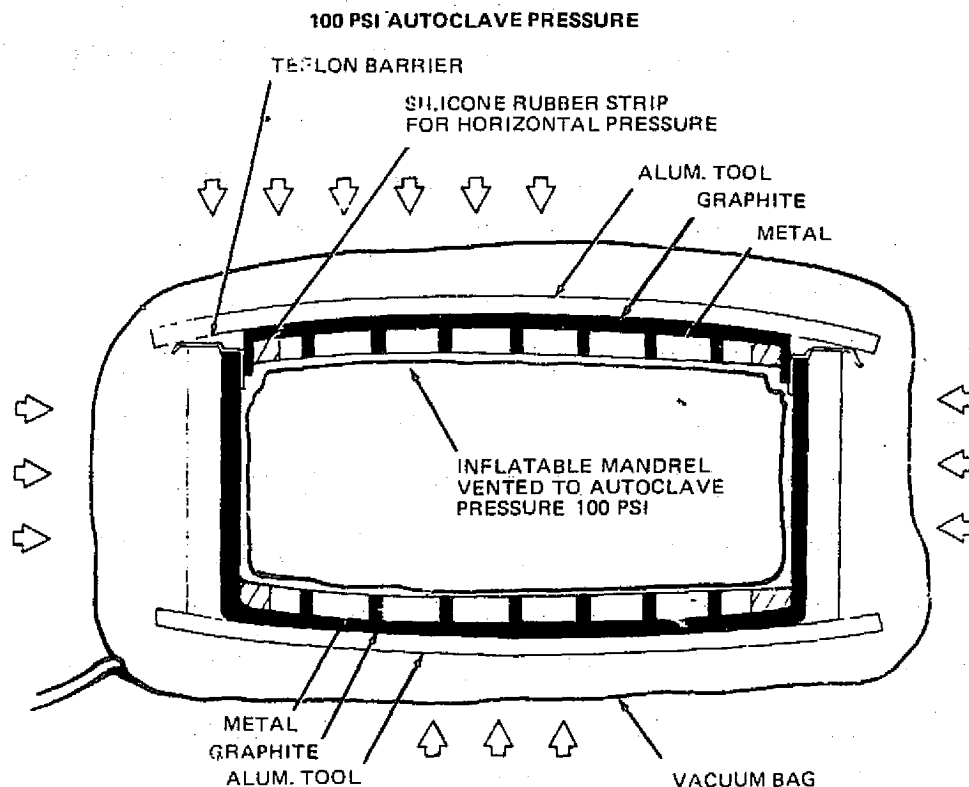 100 PSI AUTOCLAVE PRESSURE
TEFLON BARRIER
SILICONE RUBBER STRIP
FOR HORIZONTAL PRESSURE
ALUM. TOOL
GRAPHITE
METAL
INFLATABLE MANDREL
VENTED TO AUTOCLAVE
PRESSURE 100 PSI
METAL
GRAPHITE
ALUM. TOOL
VACUUM BAG